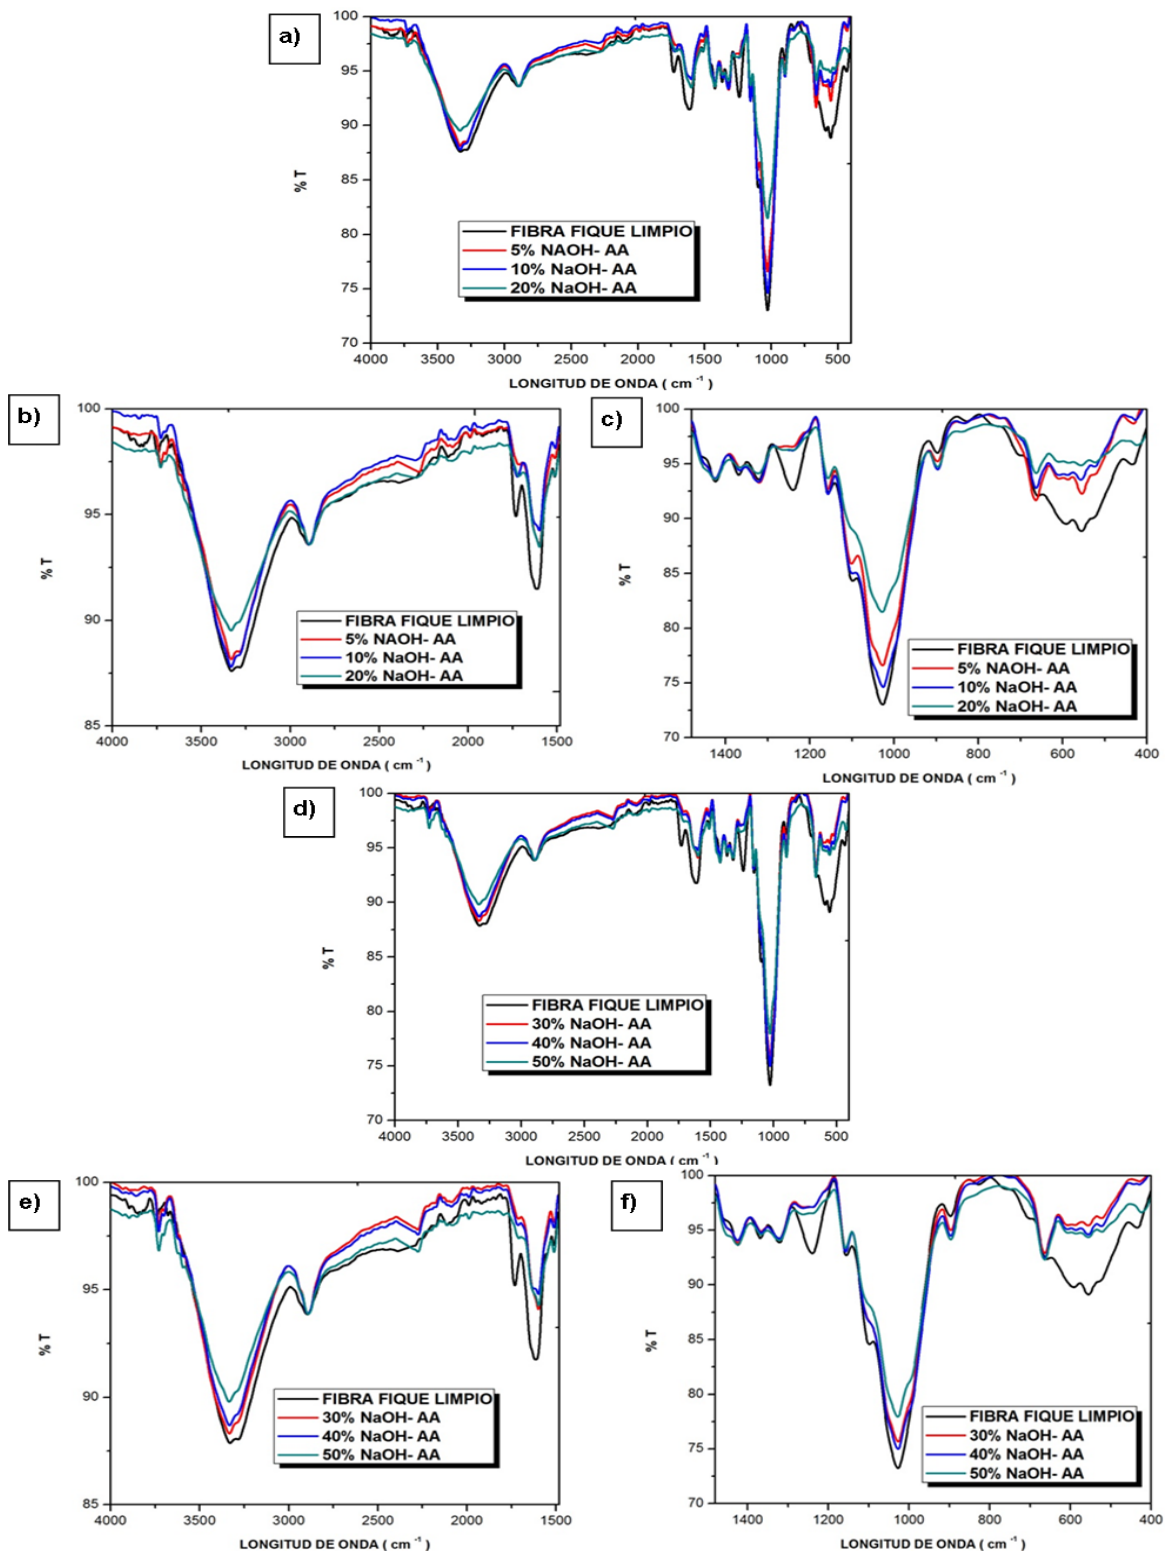 a)
100
95
90
85
80
75
70
% T
FIBRA FIQUE LIMPIO
5% NAOH- AA
10% NaOH- AA
20% NaOH- AA
4000 3500 3000 2500 2000 1500 1000 500
LONGITUD DE ONDA ( cm -1 )
b)
100
95
90
85
% T
FIBRA FIQUE LIMPIO
5% NAOH- AA
10% NaOH- AA
20% NaOH- AA
4000 3500 3000 2500 2000 1500
LONGITUD DE ONDA ( cm -1 )
c)
100
95
90
85
80
75
70
% T
FIBRA FIQUE LIMPIO
5% NAOH- AA
10% NaOH- AA
20% NaOH- AA
1400 1200 1000 800 600 400
LONGITUD DE ONDA ( cm -1 )
d)
100
95
90
85
80
75
70
% T
FIBRA FIQUE LIMPIO
30% NaOH- AA
40% NaOH- AA
50% NaOH- AA
4000 3500 3000 2500 2000 1500 1000 500
LONGITUD DE ONDA ( cm -1 )
e)
100
95
90
85
% T
FIBRA FIQUE LIMPIO
30% NaOH- AA
40% NaOH- AA
50% NaOH- AA
4000 3500 3000 2500 2000 1500
LONGITUD DE ONDA ( cm -1 )
f)
100
95
90
85
80
75
70
% T
FIBRA FIQUE LIMPIO
30% NaOH- AA
40% NaOH- AA
50% NaOH- AA
1400 1200 1000 800 600 400
LONGITUD DE ONDA ( cm -1 )